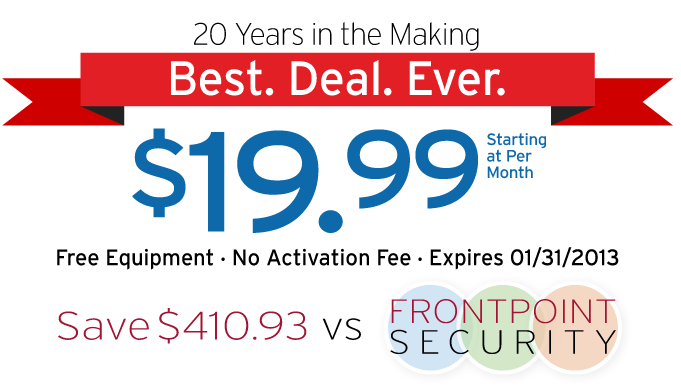 20 Years in the Making
Best. Deal. Ever.
$19.99
Starting
at Per
Month
Free Equipment · No Activation Fee · Expires 01/31/2013
Save $410.93 vs
FRONTPOINT
SECURITY